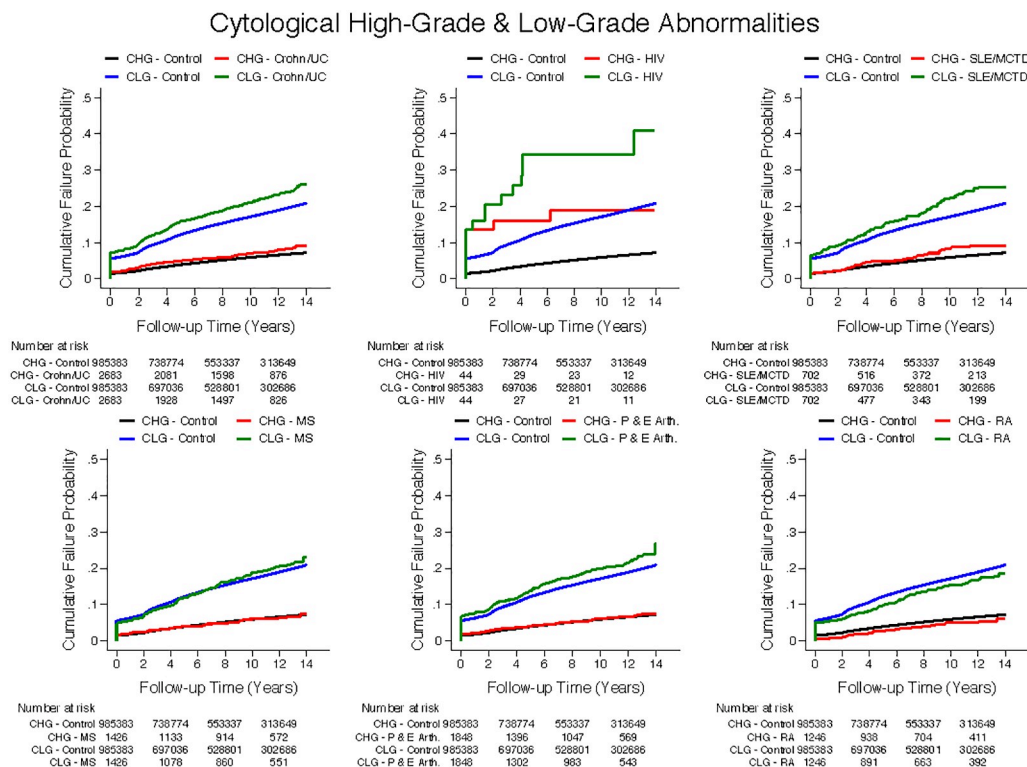 Cytological High-Grade & Low-Grade Abnormalities
CHG - Control CHG - Crohn/UC
CLG - Control CLG - Crohn/UC
Cumulative Failure Probability
.5
.4
.3
.2
.1
0
0 2 4 6 8 10 12 14
Follow-up Time (Years)
Number at risk
CHG - Control 985383 738774 553337 313649
CHG - Crohn/UC 2683 2081 1598 876
CLG - Control 985383 697036 528801 302686
CLG - Crohn/UC 2683 1928 1497 826
CHG - Control CHG - HIV
CLG - Control CLG - HIV
Cumulative Failure Probability
.5
.4
.3
.2
.1
0
0 2 4 6 8 10 12 14
Follow-up Time (Years)
Number at risk
CHG - Control 985383 738774 553337 313649
CHG - HIV 44 29 23 12
CLG - Control 985383 697036 528801 302686
CLG - HIV 44 27 21 11
CHG - Control CHG - SLE/MCTD
CLG - Control CLG - SLE/MCTD
Cumulative Failure Probability
.5
.4
.3
.2
.1
0
0 2 4 6 8 10 12 14
Follow-up Time (Years)
Number at risk
CHG - Control 985383 738774 553337 313649
CHG - SLE/MCTD 702 516 372 213
CLG - Control 985383 697036 528801 302686
CLG - SLE/MCTD 702 477 343 199
CHG - Control CHG - MS
CLG - Control CLG - MS
Cumulative Failure Probability
.5
.4
.3
.2
.1
0
0 2 4 6 8 10 12 14
Follow-up Time (Years)
Number at risk
CHG - Control 985383 738774 553337 313649
CHG - MS 1426 1133 914 572
CLG - Control 985383 697036 528801 302686
CLG - MS 1426 1078 860 551
CHG - Control CHG - P & E Arth.
CLG - Control CLG - P & E Arth.
Cumulative Failure Probability
.5
.4
.3
.2
.1
0
0 2 4 6 8 10 12 14
Follow-up Time (Years)
Number at risk
CHG - Control 985383 738774 553337 313649
CHG - P & E Arth. 1848 1396 1047 569
CLG - Control 985383 697036 528801 302686
CLG - P & E Arth. 1848 1302 983 543
CHG - Control CHG - RA
CLG - Control CLG - RA
Cumulative Failure Probability
.5
.4
.3
.2
.1
0
0 2 4 6 8 10 12 14
Follow-up Time (Years)
Number at risk
CHG - Control 985383 738774 553337 313649
CHG - RA 1246 938 704 411
CLG - Control 985383 697036 528801 302686
CLG - RA 1246 891 663 392